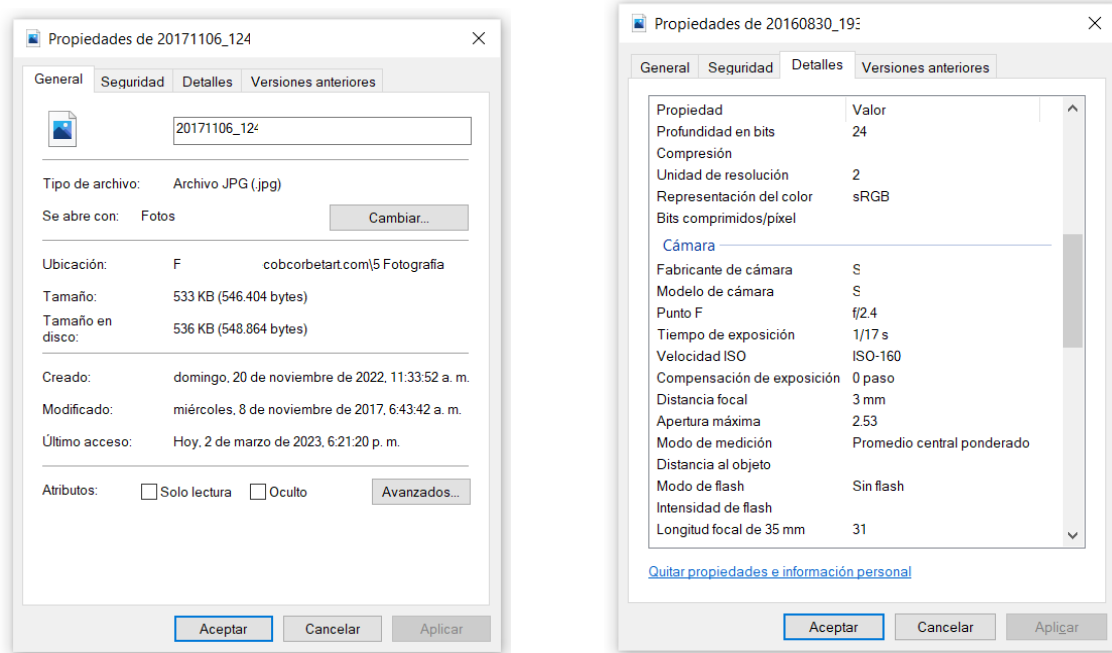 Propiedades de 20171106_124
General Seguridad Detalles Versiones anteriores
20171106_124
Tipo de archivo: Archivo JPG (.jpg)
Se abre con: Fotos Cambiar...
Ubicación: F cobcorbetart.com\5 Fotografía
Tamaño: 533 KB (546.404 bytes)
Tamaño en disco: 536 KB (548.864 bytes)
Creado: domingo, 20 de noviembre de 2022, 11:33:52 a. m.
Modificado: miércoles, 8 de noviembre de 2017, 6:43:42 a. m.
Último acceso: Hoy, 2 de marzo de 2023, 6:21:20 p. m.
Atributos: Solo lectura Oculto Avanzados...
Aceptar Cancelar Aplicar
Propiedades de 20160830_193
General Seguridad Detalles Versiones anteriores
Propiedad Valor
Profundidad en bits 24
Compresión
Unidad de resolución 2
Representación del color sRGB
Bits comprimidos/píxel
Cámara
Fabricante de cámara S
Modelo de cámara S
Punto F f/2.4
Tiempo de exposición 1/17 s
Velocidad ISO ISO-160
Compensación de exposición 0 paso
Distancia focal 3 mm
Apertura máxima 2.53
Modo de medición Promedio central ponderado
Distancia al objeto
Modo de flash Sin flash
Intensidad de flash
Longitud focal de 35 mm 31
Quitar propiedades e información personal
Aceptar Cancelar Aplicar